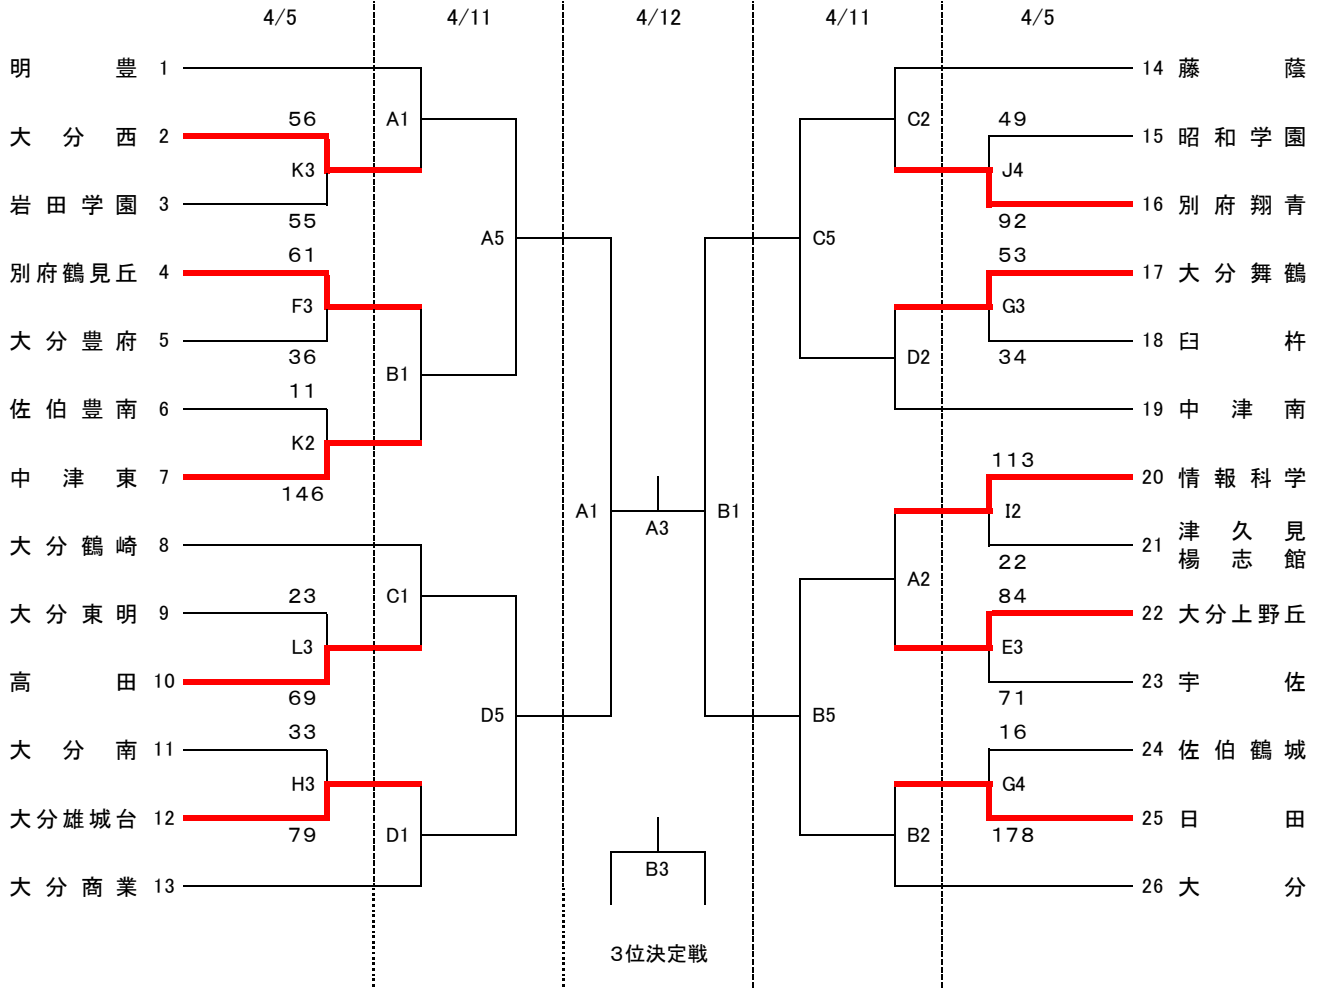 4/5 4/11 4/12 4/11 4/5
明豊 1
14 藤蔭
56 A1 C2 49
大分西 2
15 昭和学園
K3 J4
岩田学園 3
16 別府翔青
55 92
61 A5 C5 53
別府鶴見丘 4
17 大分舞鶴
F3 G3
大分豊府 5
18 臼杵
36 D2 34
B1
11
佐伯豊南 6
19 中津南
K2
113
中津東 7
20 情報科学
146
A1 A3 B1 I2
大分鶴崎 8
21 津久見
楊志館
22
A2
23 C1 84
大分東明 9
22 大分上野丘
L3 E3
高田 10
23 宇佐
69 71
D5 B5
33 16
大分南 11
24 佐伯鶴城
H3 G4
大分雄城台 12
25 日田
79 D1 B2 178
B3
大分商業 13
26 大分
3位決定戦